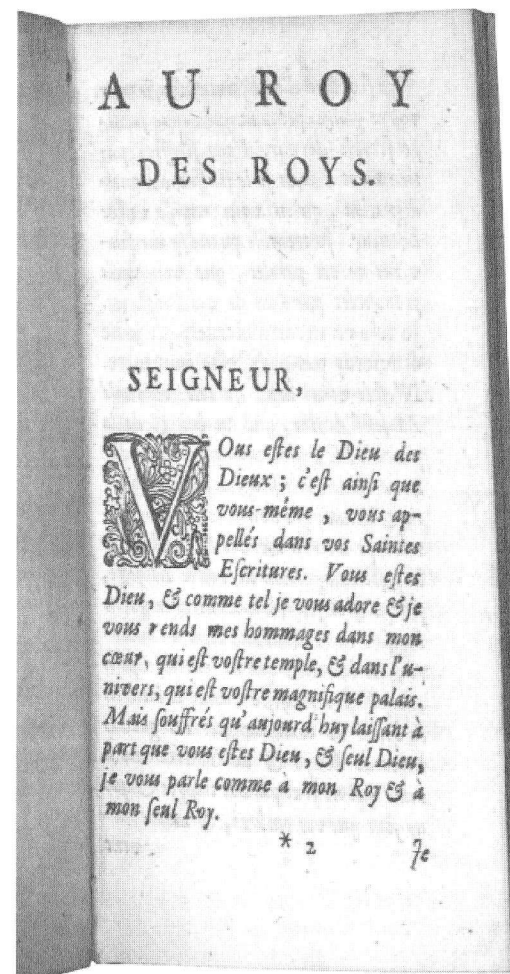 AU ROY
DES ROYS.
SEIGNEUR,
VOus eſtes le Dieu des
Dieux ; c'eſt ainſi que
vous-même , vous ap-
pellés dans vos Saintes
Eſcritures. Vous eſtes
Dieu, & comme tel je vous adore & je
vous rends mes hommages dans mon
cœur, qui eſt voſtre temple, & dans l'u-
nivers, qui eſt voſtre magnifique palais.
Mais ſouffrés qu'aujourd'huy laiſſant à
part que vous eſtes Dieu, & ſeul Dieu,
je vous parle comme à mon Roy & à
mon ſeul Roy.
* 2 Je